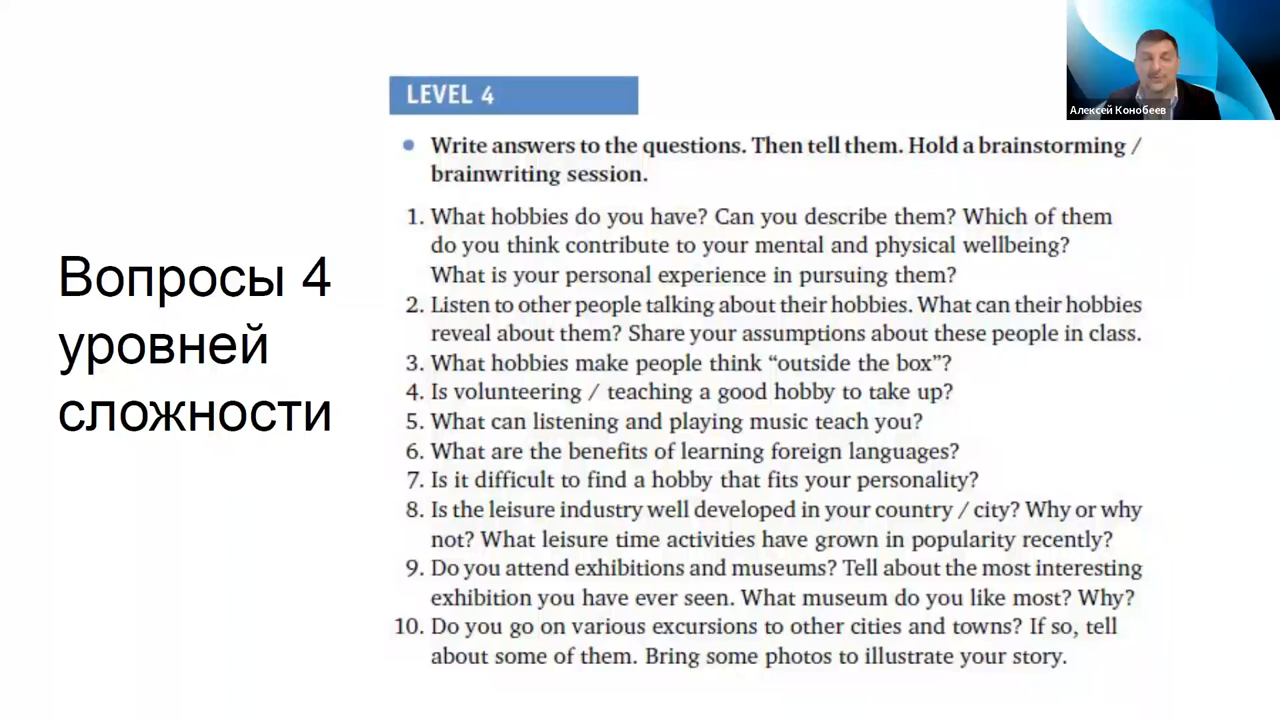 Вопросы 4
уровней
сложности
LEVEL 4
• Write answers to the questions. Then tell them. Hold a brainstorming /
brainwriting session.
1. What hobbies do you have? Can you describe them? Which of them
do you think contribute to your mental and physical wellbeing?
What is your personal experience in pursuing them?
2. Listen to other people talking about their hobbies. What can their hobbies
reveal about them? Share your assumptions about these people in class.
3. What hobbies make people think “outside the box”?
4. Is volunteering / teaching a good hobby to take up?
5. What can listening and playing music teach you?
6. What are the benefits of learning foreign languages?
7. Is it difficult to find a hobby that fits your personality?
8. Is the leisure industry well developed in your country / city? Why or why
not? What leisure time activities have grown in popularity recently?
9. Do you attend exhibitions and museums? Tell about the most interesting
exhibition you have ever seen. What museum do you like most? Why?
10. Do you go on various excursions to other cities and towns? If so, tell
about some of them. Bring some photos to illustrate your story.
Алексей Конобеев